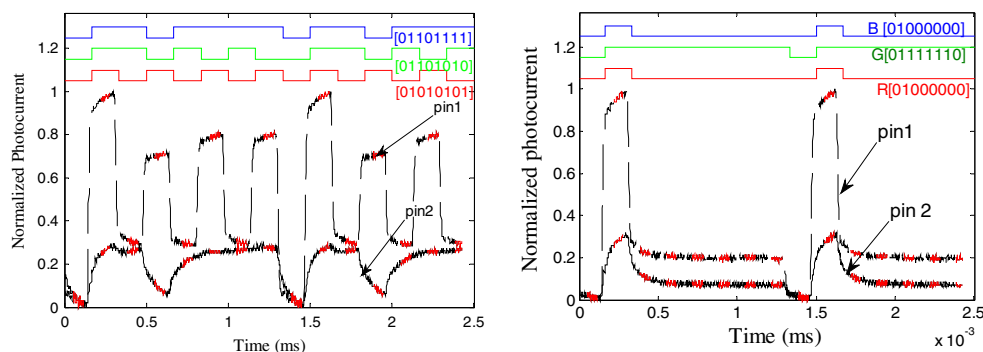 Normalized Photocurrent
1.2
1
0.8
0.6
0.4
0.2
0
[01101111]
[01101010]
[01010101]
pin1
pin2
0 0.5 1 1.5 2 2.5
Time (ms)
Normalized photocurrent
1.2
1
0.8
0.6
0.4
0.2
0
B [01000000]
G[01111110]
R[01000000]
pin1
pin 2
0 0.5 1 1.5 2 2.5
Time (ms)
x 10⁻³